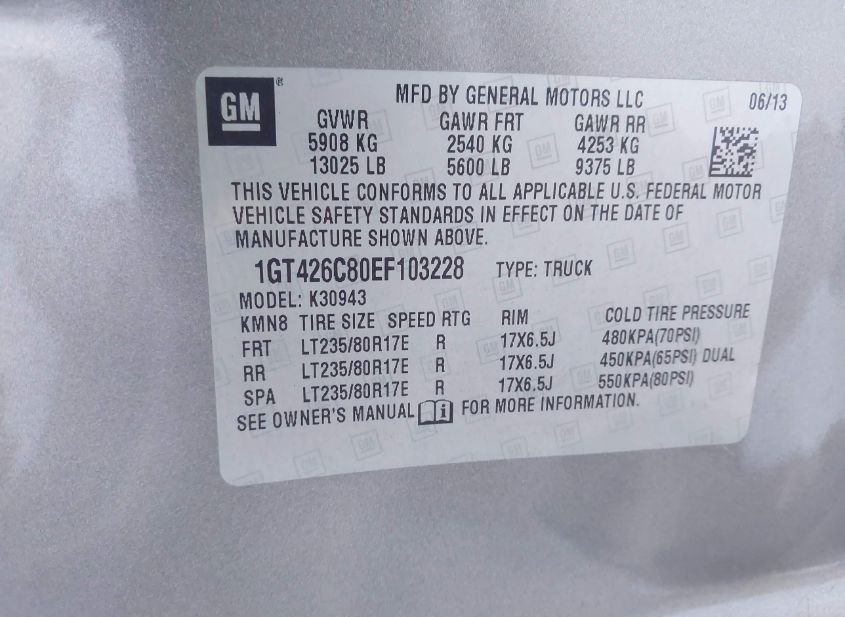 GM®
MFD BY GENERAL MOTORS LLC 06/13
GVWR GAWR FRT GAWR RR
5908 KG 2540 KG 4253 KG
13025 LB 5600 LB 9375 LB
THIS VEHICLE CONFORMS TO ALL APPLICABLE U.S. FEDERAL MOTOR
VEHICLE SAFETY STANDARDS IN EFFECT ON THE DATE OF
MANUFACTURE SHOWN ABOVE.
1GT426C80EF103228 TYPE: TRUCK
MODEL: K30943
KMN8 TIRE SIZE SPEED RTG RIM COLD TIRE PRESSURE
FRT LT235/80R17E R 17X6.5J 480KPA(70PSI)
RR LT235/80R17E R 17X6.5J 450KPA(65PSI) DUAL
SPA LT235/80R17E R 17X6.5J 550KPA(80PSI)
SEE OWNER'S MANUAL i FOR MORE INFORMATION.